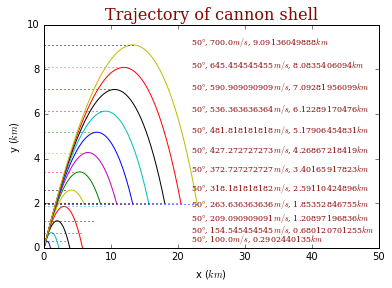 Trajectory of cannon shell
10
8
6
4
2
0
y (km)
50°, 700.0m/s, 9.09136049888km
50°, 645.454545455m/s, 8.0835406094km
50°, 590.909090909m/s, 7.09281956099km
50°, 536.363636364m/s, 6.12289170476km
50°, 481.818181818m/s, 5.17906454831km
50°, 427.272727273m/s, 4.26867218419km
50°, 372.727272727m/s, 3.40165917823km
50°, 318.181818182m/s, 2.59110424896km
50°, 263.636363636m/s, 1.85352846755km
50°, 209.090909091m/s, 1.20897196836km
50°, 154.545454545m/s, 0.680120701255km
50°, 100.0m/s, 0.2902440135km
0 10 20 30 40 50
x (km)